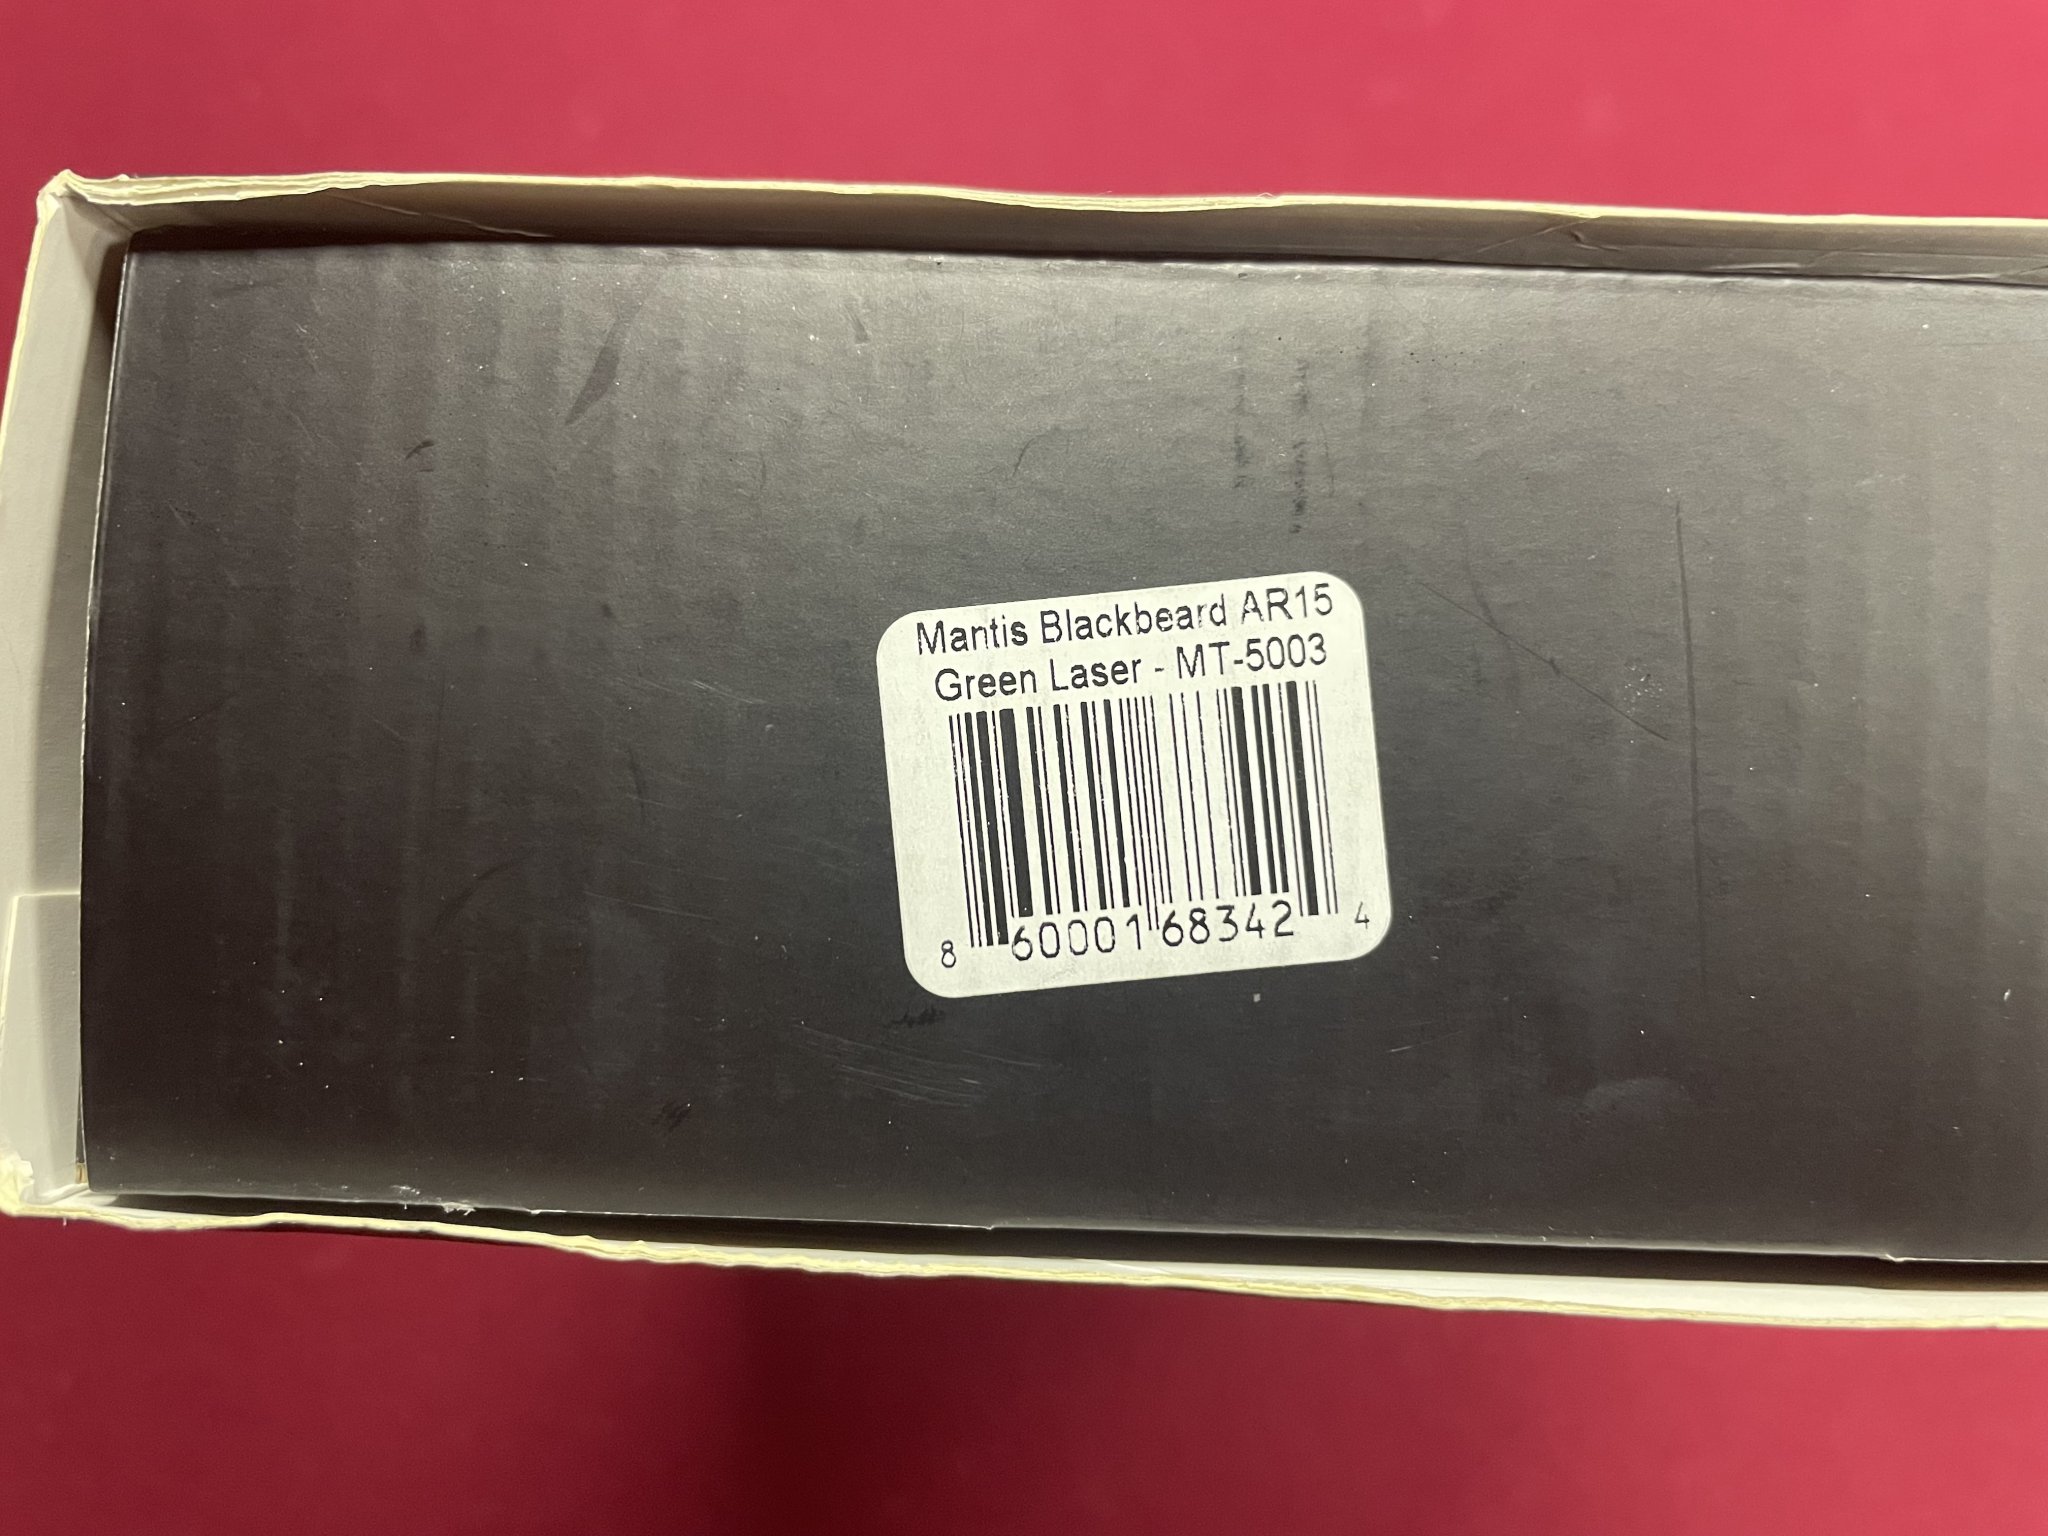 Mantis Blackbeard AR15
Green Laser - MT-5003
8 60001 68342 4